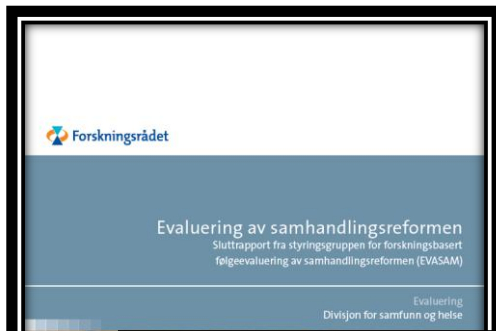 Forskningsrådet
Evaluering av samhandlingsreformen
Sluttrapport fra styringsgruppen for forskningsbasert
følgeevaluering av samhandlingsreformen (EVASAM)
Evaluering
Divisjon for samfunn og helse